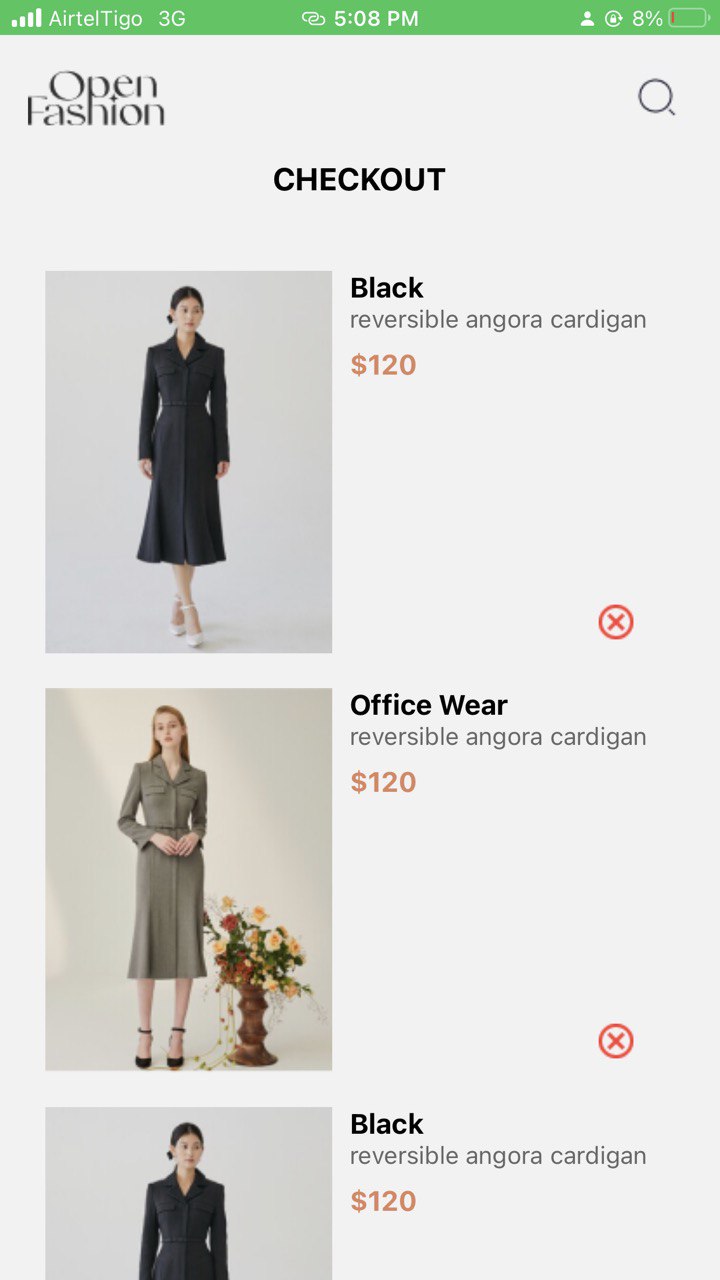 AirtelTigo 3G 5:08 PM 8%
Open
Fashion
CHECKOUT
Black
reversible angora cardigan
$120
Office Wear
reversible angora cardigan
$120
Black
reversible angora cardigan
$120